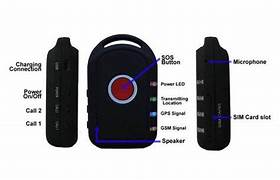 Charging
Connection
Power
On/Off
Call 2
Call 1
SOS
Button
Power LED
Transmitting
Location
GPS Signal
GSM Signal
Speaker
Microphone
SIM Card slot